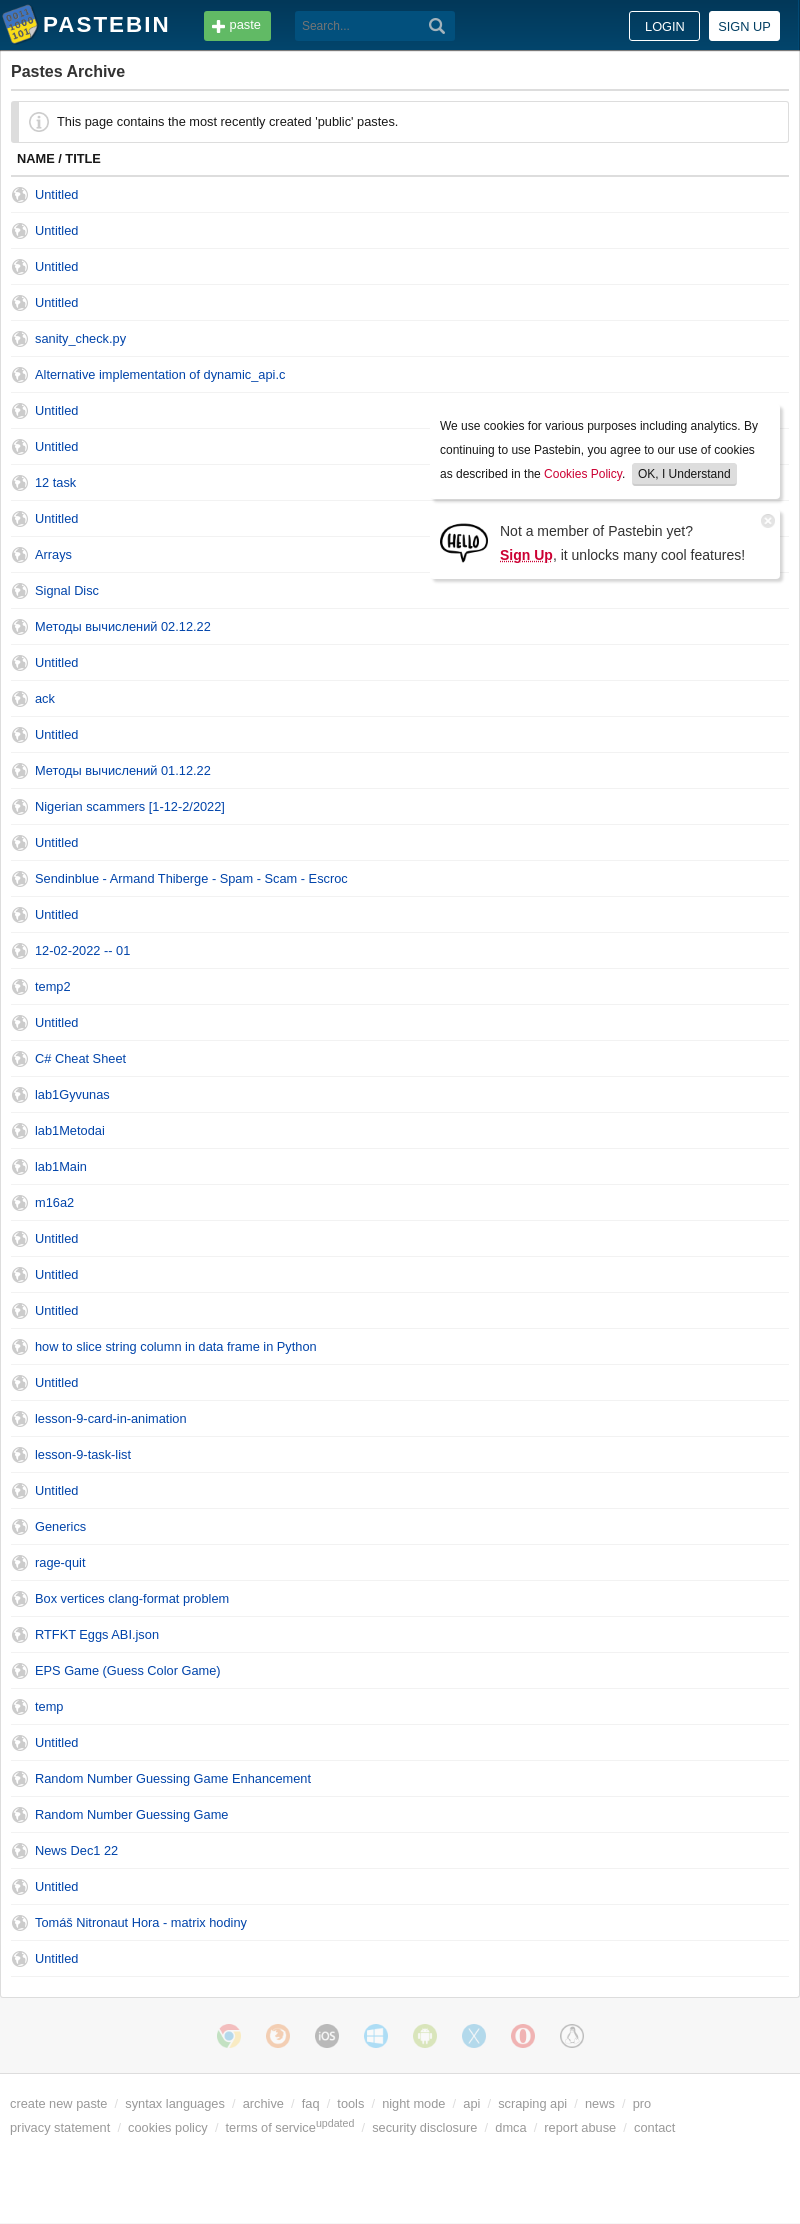 PASTEBIN
paste
Search...
LOGIN
SIGN UP
Pastes Archive
This page contains the most recently created 'public' pastes.
NAME / TITLE
Untitled
Untitled
Untitled
Untitled
sanity_check.py
Alternative implementation of dynamic_api.c
Untitled
Untitled
12 task
Untitled
Arrays
Signal Disc
We use cookies for various purposes including analytics. By
continuing to use Pastebin, you agree to our use of cookies
as described in the Cookies Policy. OK, I Understand
HELLO
Not a member of Pastebin yet?
Sign Up, it unlocks many cool features!
Методы вычислений 02.12.22
Untitled
ack
Untitled
Методы вычислений 01.12.22
Nigerian scammers [1-12-2/2022]
Untitled
Sendinblue - Armand Thiberge - Spam - Scam - Escroc
Untitled
12-02-2022 -- 01
temp2
Untitled
C# Cheat Sheet
lab1Gyvunas
lab1Metodai
lab1Main
m16a2
Untitled
Untitled
Untitled
how to slice string column in data frame in Python
Untitled
lesson-9-card-in-animation
lesson-9-task-list
Untitled
Generics
rage-quit
Box vertices clang-format problem
RTFKT Eggs ABI.json
EPS Game (Guess Color Game)
temp
Untitled
Random Number Guessing Game Enhancement
Random Number Guessing Game
News Dec1 22
Untitled
Tomáš Nitronaut Hora - matrix hodiny
Untitled
iOS
create new paste / syntax languages / archive / faq / tools / night mode / api / scraping api / news / pro
privacy statement / cookies policy / terms of service updated / security disclosure / dmca / report abuse / contact